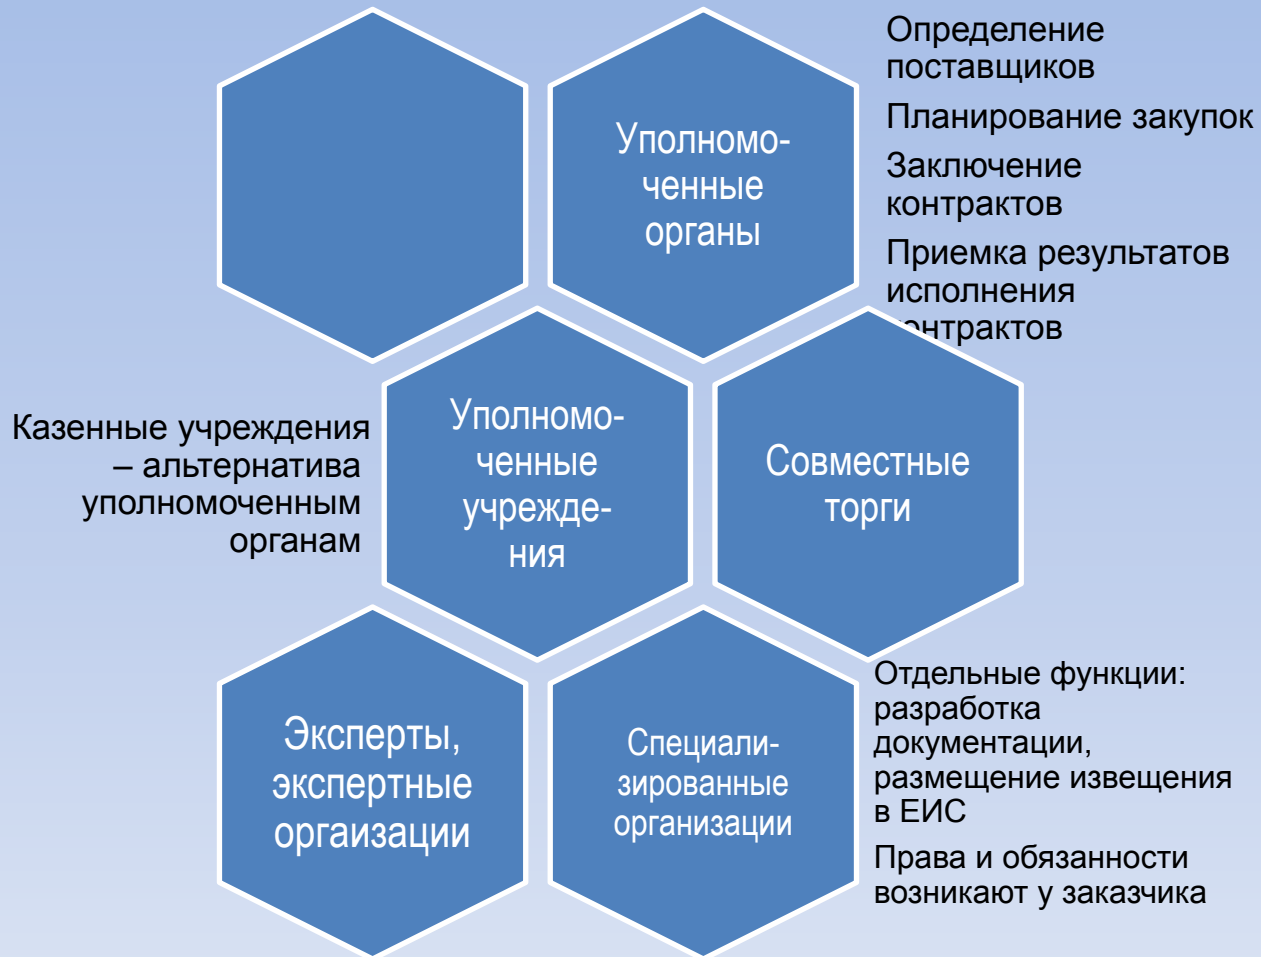 Определение
поставщиков
Планирование закупок
Заключение
контрактов
Приемка результатов
исполнения
контрактов
Уполномо-
ченные
органы
Казенные учреждения
– альтернатива
уполномоченным
органам
Уполномо-
ченные
учрежде-
ния
Совместные
торги
Эксперты,
экспертные
оргаизации
Специали-
зированные
организации
Отдельные функции:
разработка
документации,
размещение извещения
в ЕИС
Права и обязанности
возникают у заказчика